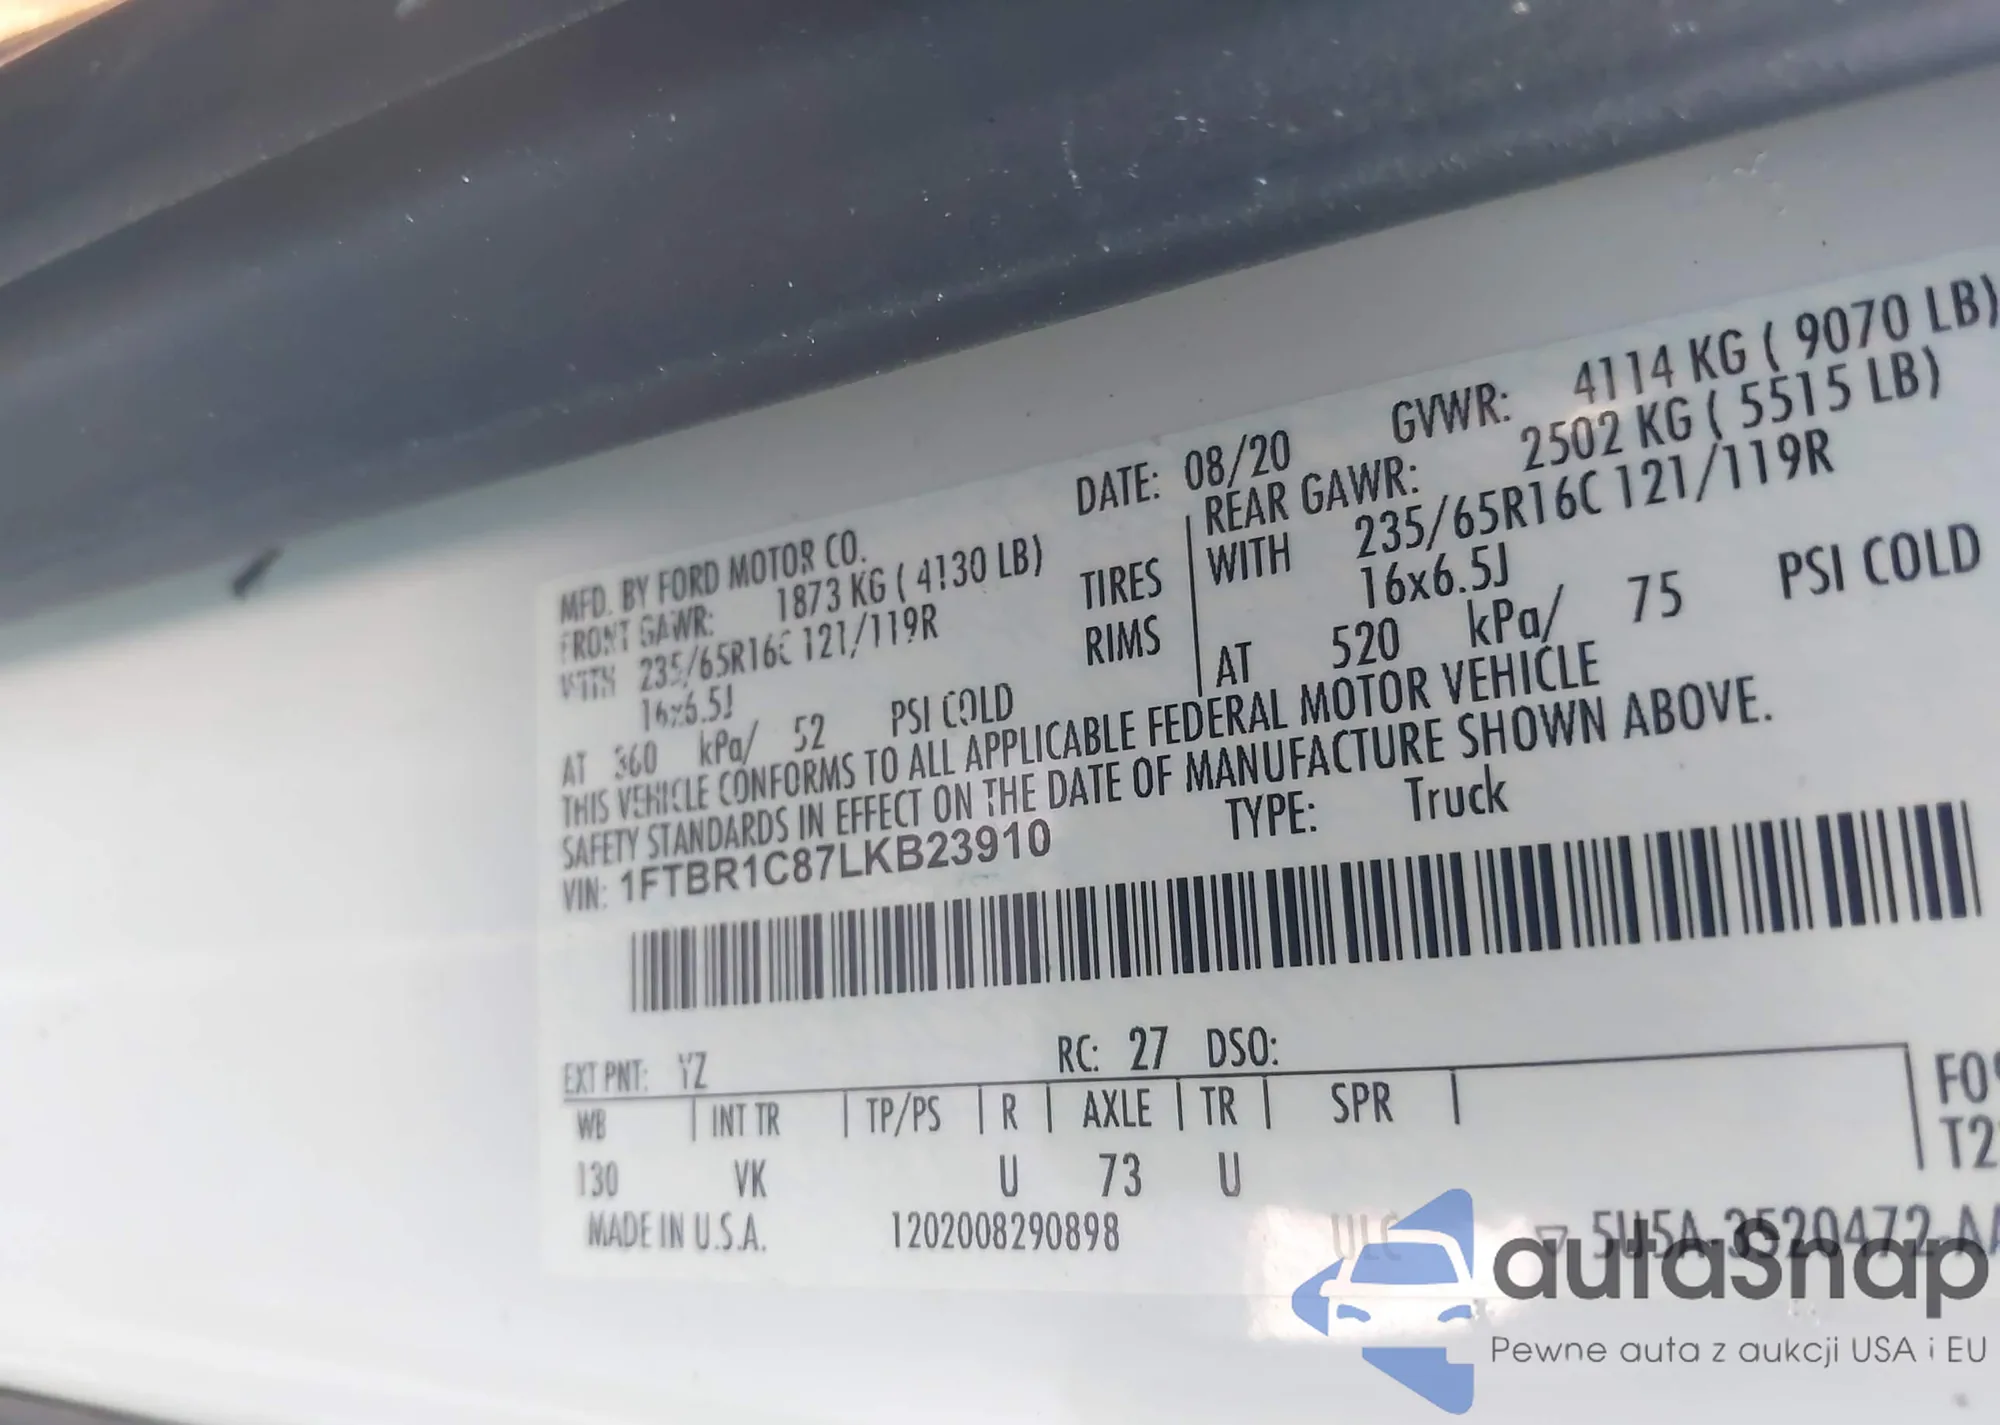 MFD. BY FORD MOTOR CO.
DATE: 08/20
GVWR: 4114 KG ( 9070 LB)
FRONT GAWR: 1873 KG ( 4130 LB)
REAR GAWR: 2502 KG ( 5515 LB)
WITH 235/65R16C 121/119R
TIRES
WITH 235/65R16C 121/119R
16x6.5J
RIMS
16x6.5J
AT 360 kPa/ 52 PSI COLD
AT 520 kPa/ 75 PSI COLD
THIS VEHICLE CONFORMS TO ALL APPLICABLE FEDERAL MOTOR VEHICLE
SAFETY STANDARDS IN EFFECT ON THE DATE OF MANUFACTURE SHOWN ABOVE.
VIN: 1FTBR1C87LKB23910
TYPE: Truck
EXT PNT: YZ
RC: 27 DSO:
WB | INT TR | TP/PS | R | AXLE | TR | SPR
130 VK U 73 U
MADE IN U.S.A.
1202008290898
ULC
5U5A-3520472-AA
autaSnap
Pewne auta z aukcji USA i EU